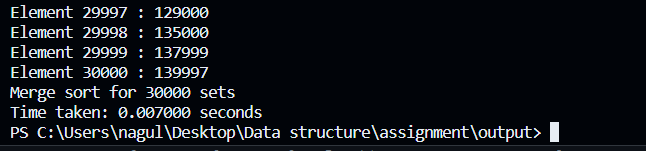 Element 29997 : 129000
Element 29998 : 135000
Element 29999 : 137999
Element 30000 : 139997
Merge sort for 30000 sets
Time taken: 0.007000 seconds
PS C:\Users\nagul\Desktop\Data structure\assignment\output>